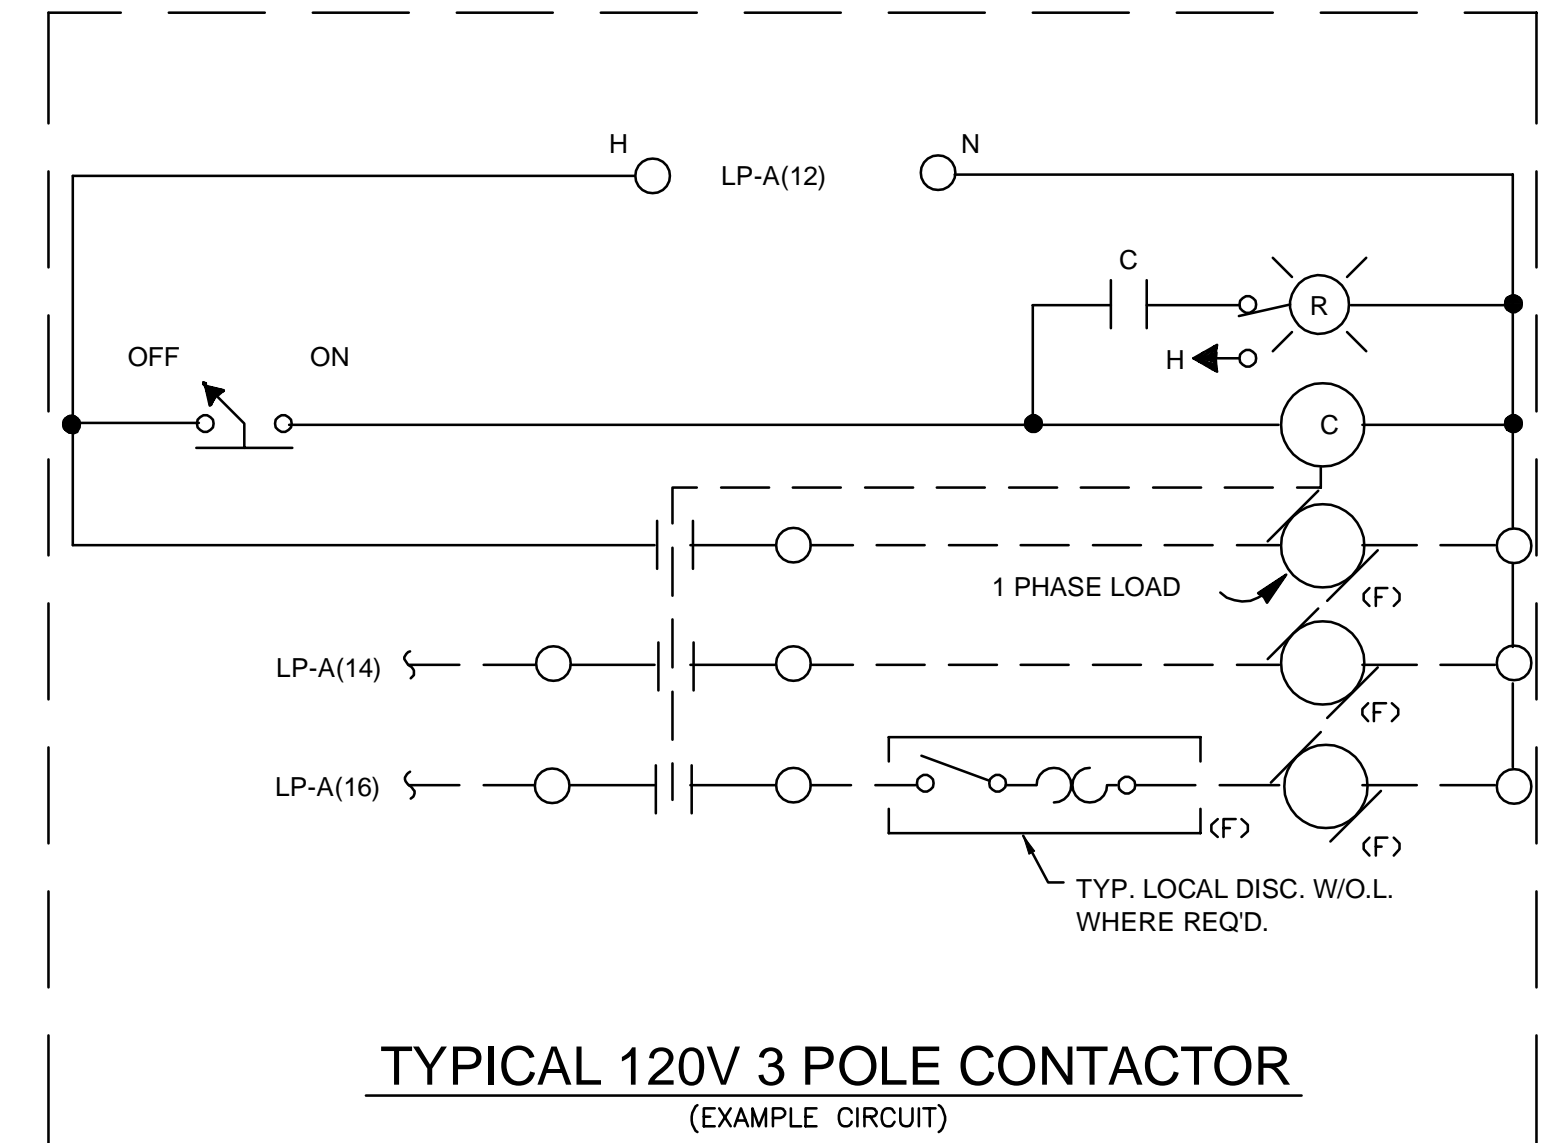 H
N
LP-A(12)
C
R
H
OFF
ON
C
1 PHASE LOAD
(F)
LP-A(14)
(F)
LP-A(16)
(F)
(F)
TYP. LOCAL DISC. W/O.L.
WHERE REQ'D.
TYPICAL 120V 3 POLE CONTACTOR
(EXAMPLE CIRCUIT)